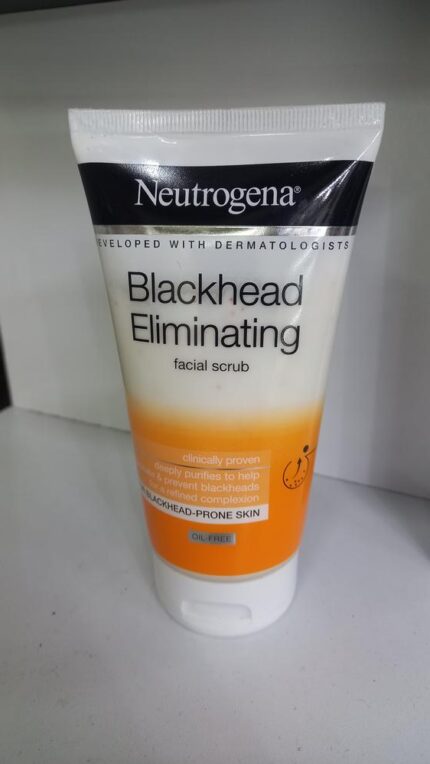 Neutrogena®
EVELOPED WITH DERMATOLOGISTS
Blackhead
Eliminating
facial scrub
clinically proven
deeply purifies to help
& prevent blackheads
refined complexion
BLACKHEAD-PRONE SKIN
OIL-FREE